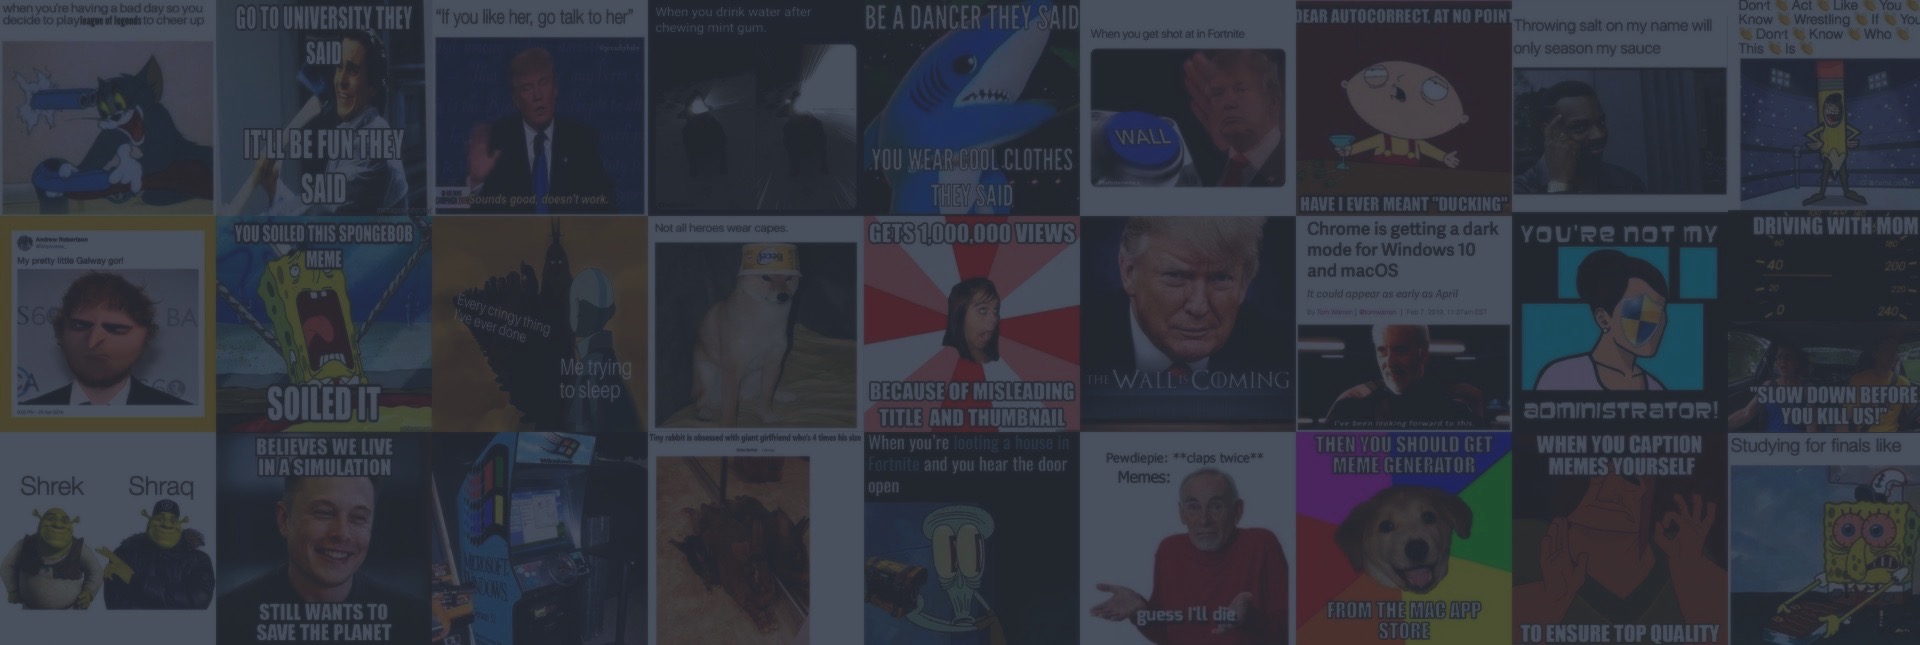 when you're having a bad day so you
decide to play league of legends to cheer up
GO TO UNIVERSITY THEY
SAID
IT'LL BE FUN THEY
SAID
"If you like her, go talk to her"
Sounds good, doesn't work.
When you drink water after
chewing mint gum.
BE A DANCER THEY SAID
YOU WEAR COOL CLOTHES
THEY SAID
When you get shot at in Fortnite
WALL
DEAR AUTOCORRECT, AT NO POINT
HAVE I EVER MEANT "DUCKING"
Throwing salt on my name will
only season my sauce
Don't 👏 Act 👏 Like 👏 You 👏
Know 👏 Wrestling 👏 If 👏 You
👏 Don't 👏 Know 👏 Who 👏
This 👏 Is 👏
Andrew Robertson
My pretty little Galway gorl
YOU SOILED THIS SPONGEBOB
MEME
SOILED IT
Every cringy thing
I've ever done
Me trying
to sleep
Not all heroes wear capes.
GETS 1,000,000 VIEWS
BECAUSE OF MISLEADING
TITLE AND THUMBNAIL
THE WALL IS COMING
Chrome is getting a dark
mode for Windows 10
and macOS
It could appear as early as April
By Tom Warren | @tomwarren | Feb 7, 2019, 11:07am EST
I've been looking forward to this.
YOU'RE NOT MY
ADMINISTRATOR!
DRIVING WITH MOM
40
0
180
200
220
240
"SLOW DOWN BEFORE
YOU KILL US!"
Shrek
Shraq
BELIEVES WE LIVE
IN A SIMULATION
STILL WANTS TO
SAVE THE PLANET
MICROSOFT
WINDOWS
Tiny rabbit is obsessed with giant girlfriend who's 4 times his size
When you're looting a house in
Fortnite and you hear the door
open
Pewdiepie: **claps twice**
Memes:
guess I'll die
THEN YOU SHOULD GET
MEME GENERATOR
FROM THE MAC APP
STORE
WHEN YOU CAPTION
MEMES YOURSELF
TO ENSURE TOP QUALITY
Studying for finals like